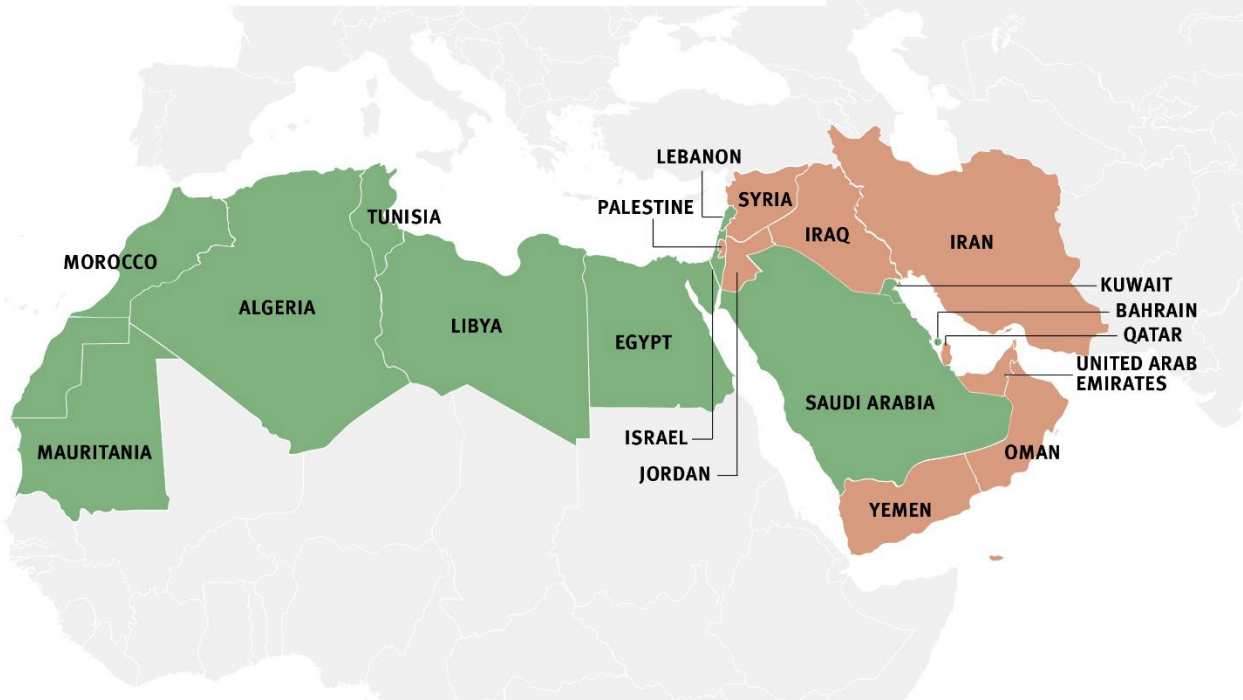 LEBANON
SYRIA
PALESTINE
TUNISIA
IRAQ
IRAN
MOROCCO
KUWAIT
ALGERIA
BAHRAIN
LIBYA
QATAR
EGYPT
UNITED ARAB
EMIRATES
SAUDI ARABIA
ISRAEL
MAURITANIA
OMAN
JORDAN
YEMEN